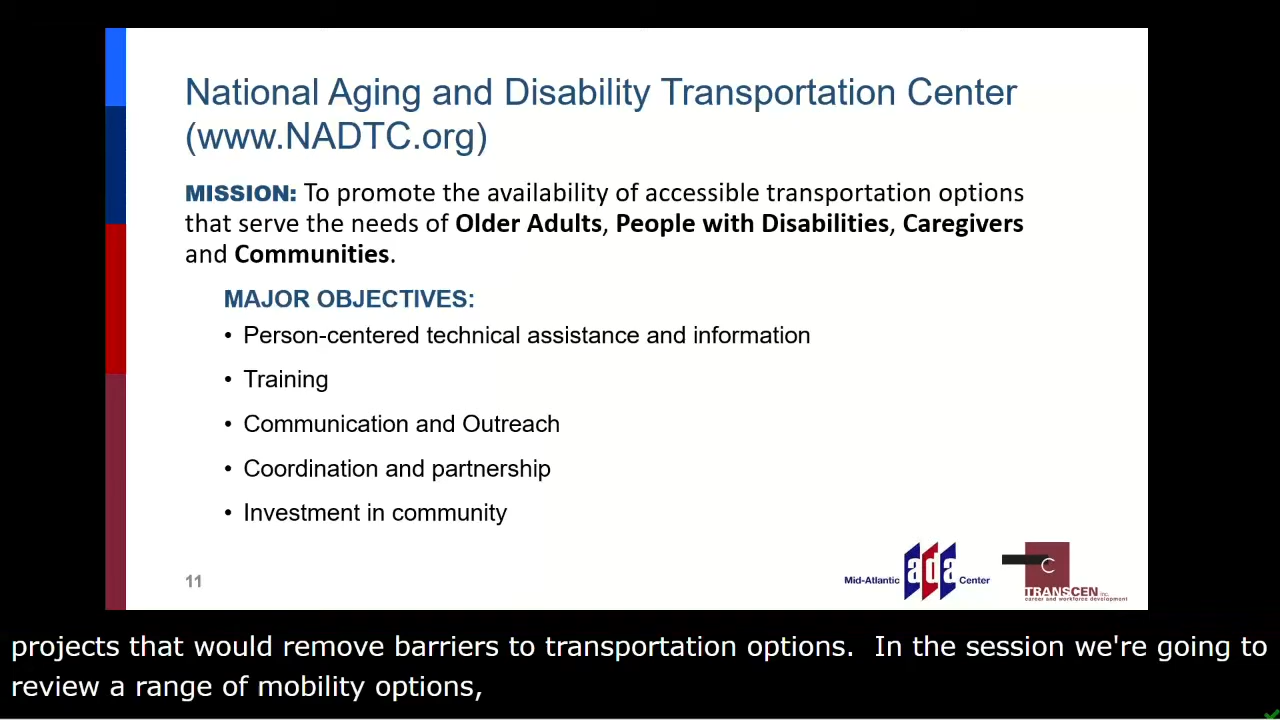 National Aging and Disability Transportation Center
(www.NADTC.org)
MISSION: To promote the availability of accessible transportation options
that serve the needs of Older Adults, People with Disabilities, Caregivers
and Communities.
MAJOR OBJECTIVES:
• Person-centered technical assistance and information
• Training
• Communication and Outreach
• Coordination and partnership
• Investment in community
11
Mid-Atlantic ada Center
C
TRANSCEN inc.
career and workforce development
projects that would remove barriers to transportation options.  In the session we're going to
review a range of mobility options,